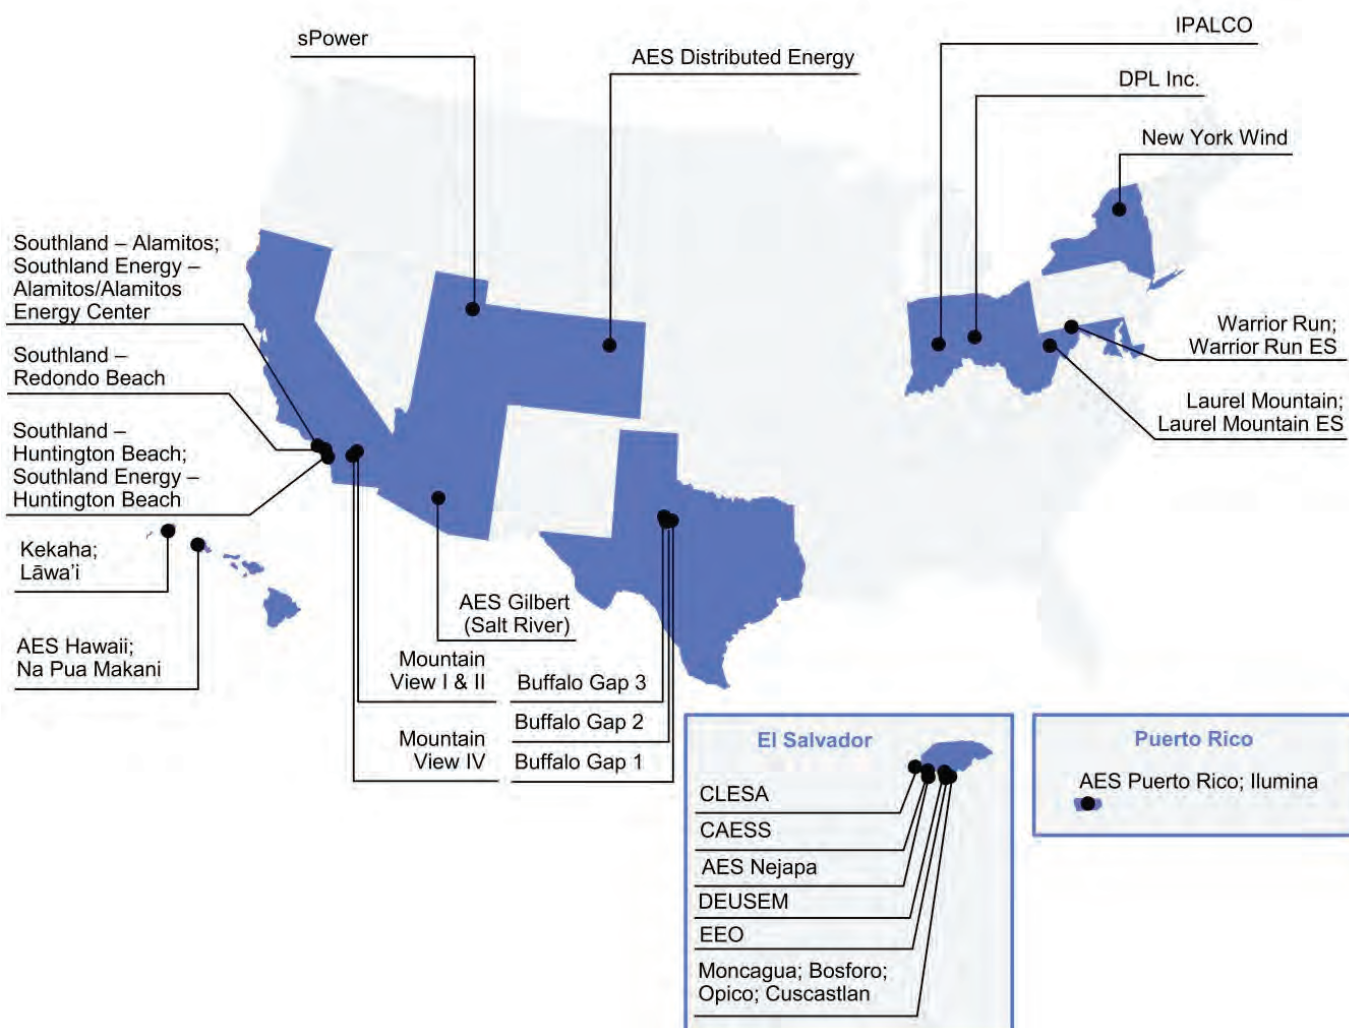 sPower
AES Distributed Energy
IPALCO
DPL Inc.
New York Wind
Southland – Alamitos;
Southland Energy –
Alamitos/Alamitos
Energy Center
Southland –
Redondo Beach
Southland –
Huntington Beach;
Southland Energy –
Huntington Beach
Kekaha;
Lāwa’i
AES Hawaii;
Na Pua Makani
Warrior Run;
Warrior Run ES
Laurel Mountain;
Laurel Mountain ES
AES Gilbert
(Salt River)
Mountain
View I & II
Mountain
View IV
Buffalo Gap 3
Buffalo Gap 2
Buffalo Gap 1
El Salvador
CLESA
CAESS
AES Nejapa
DEUSEM
EEO
Moncagua; Bosforo;
Opico; Cuscastlan
Puerto Rico
AES Puerto Rico; Ilumina